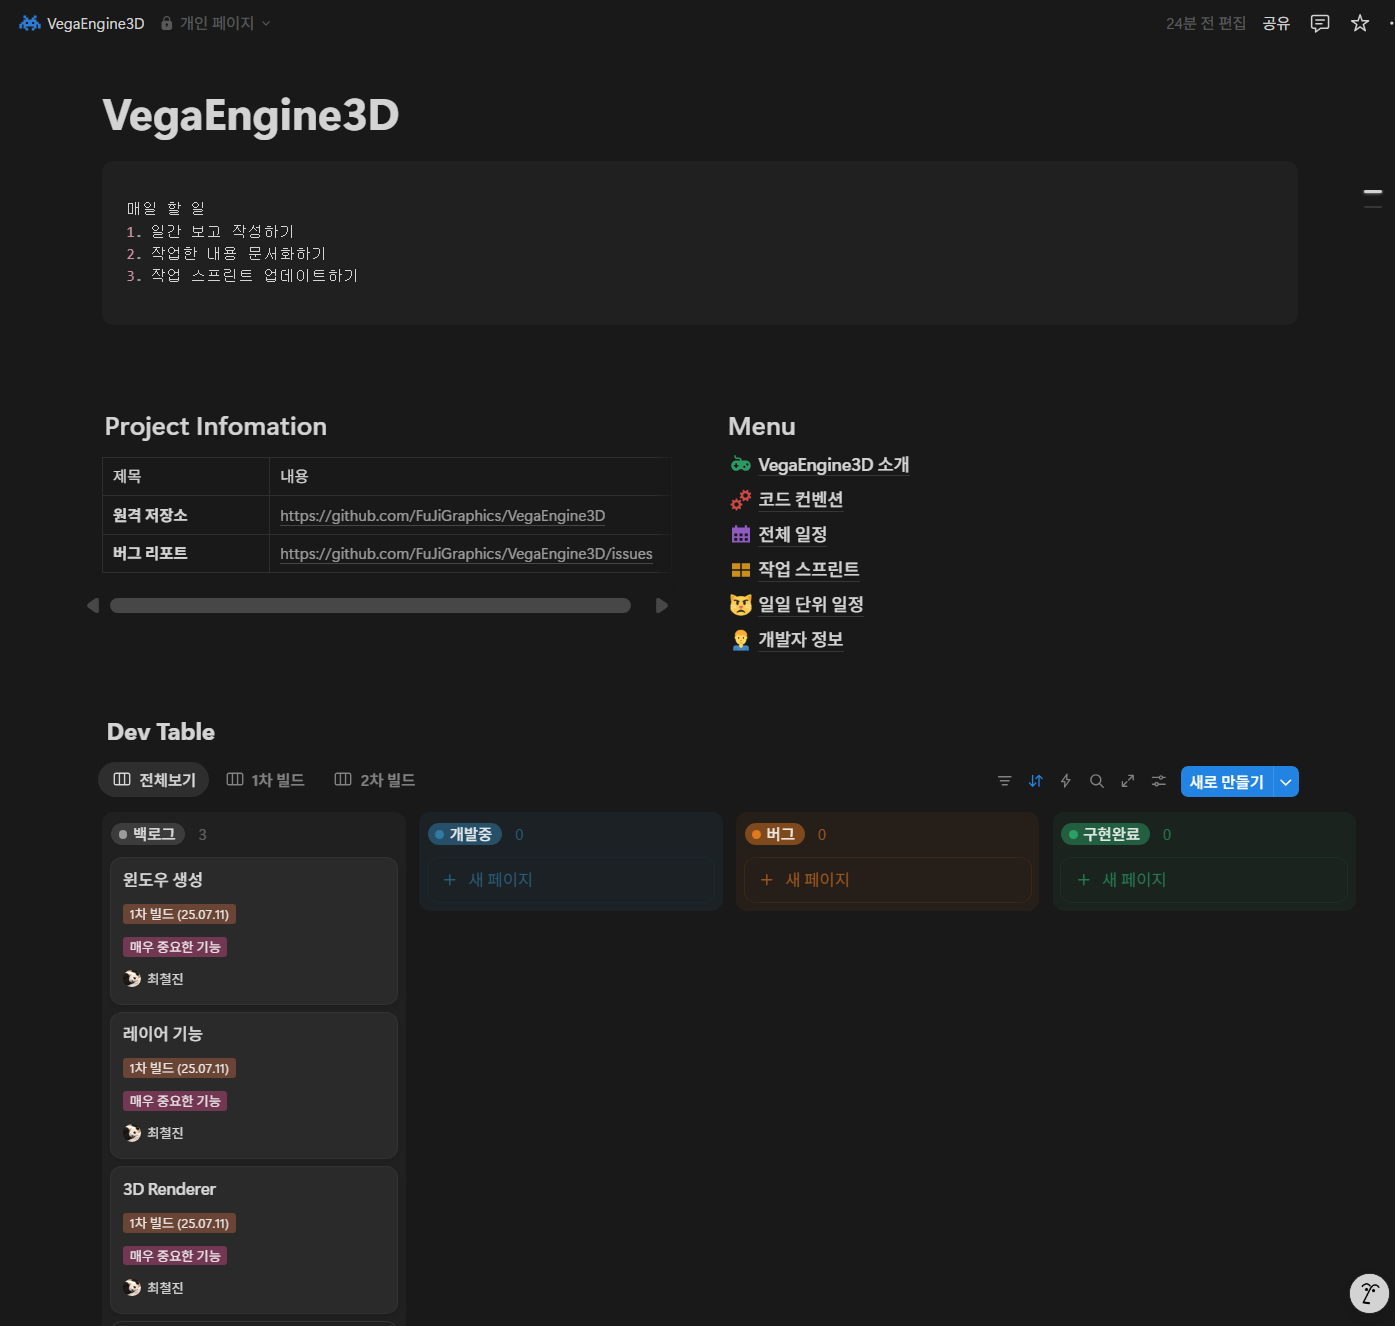 VegaEngine3D 개인 페이지
24분 전 편집 공유
VegaEngine3D
매일 할 일
1. 일간 보고 작성하기
2. 작업한 내용 문서화하기
3. 작업 스프린트 업데이트하기
Project Infomation
제목 내용
원격 저장소 https://github.com/FuJiGraphics/VegaEngine3D
버그 리포트 https://github.com/FuJiGraphics/VegaEngine3D/issues
Menu
VegaEngine3D 소개
코드 컨벤션
전체 일정
작업 스프린트
일일 단위 일정
개발자 정보
Dev Table
전체보기 1차 빌드 2차 빌드
새로 만들기
백로그 3
윈도우 생성
1차 빌드 (25.07.11)
매우 중요한 기능
최철진
레이어 기능
1차 빌드 (25.07.11)
매우 중요한 기능
최철진
3D Renderer
1차 빌드 (25.07.11)
매우 중요한 기능
최철진
개발중 0
+ 새 페이지
버그 0
+ 새 페이지
구현완료 0
+ 새 페이지